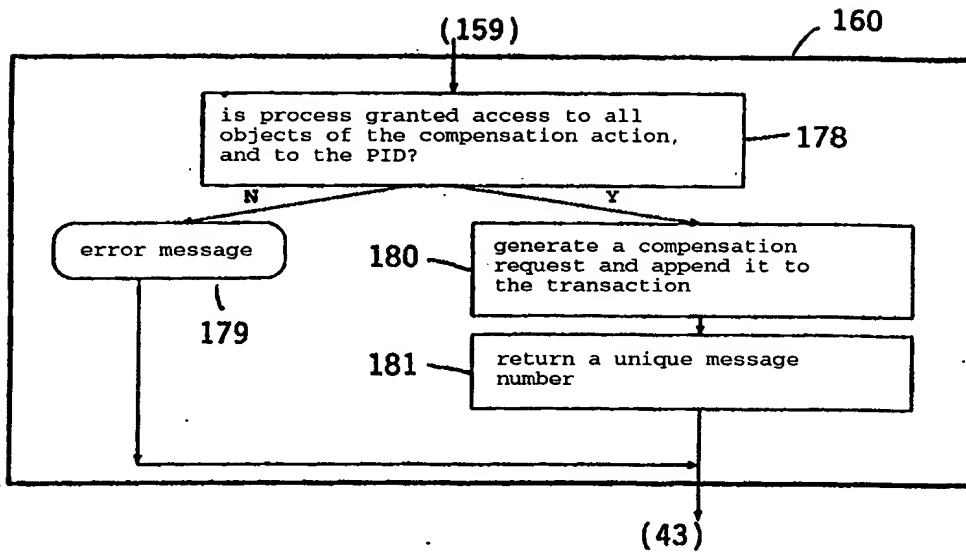 (159)
160
is process granted access to all
objects of the compensation action,
and to the PID?
178
N
Y
error message
179
180
generate a compensation
request and append it to
the transaction
181
return a unique message
number
(43)